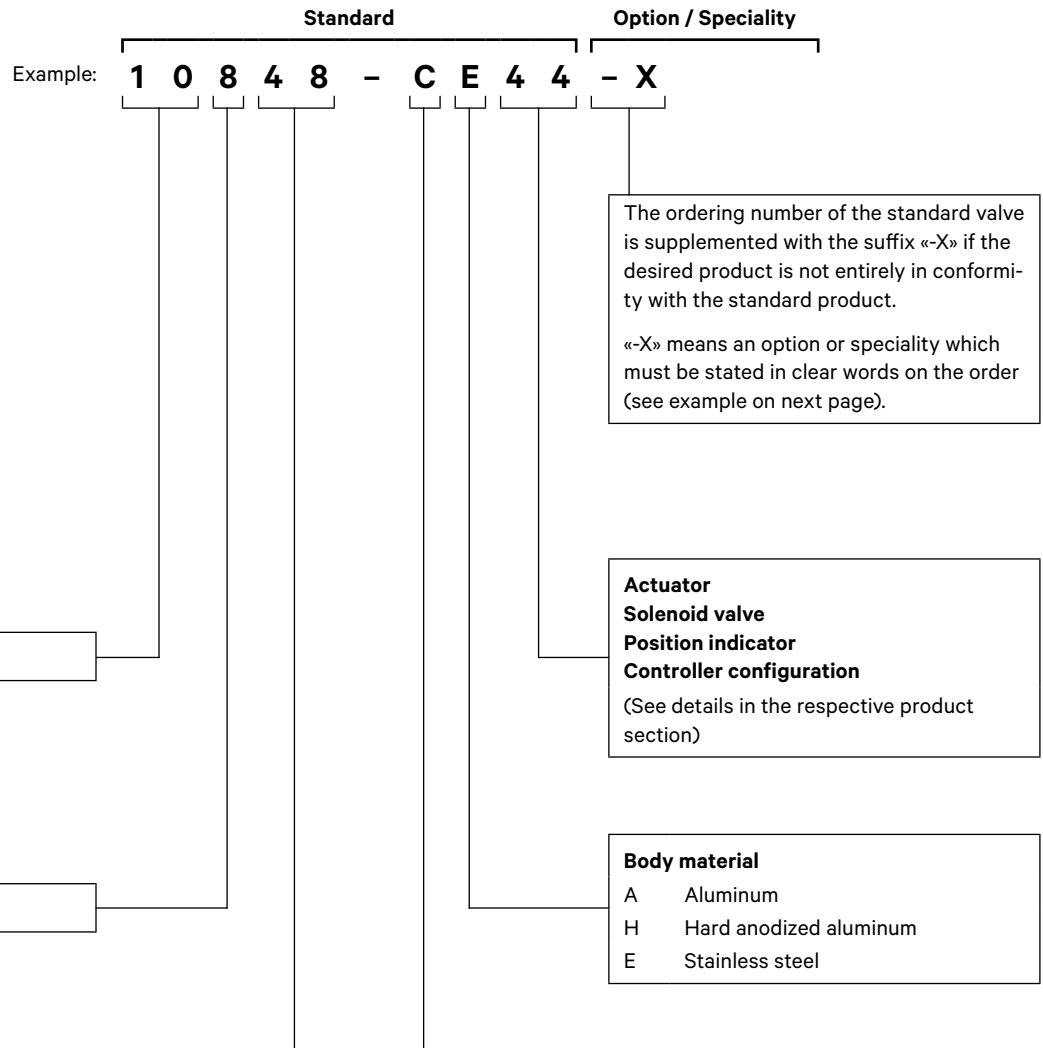 Standard
Option / Speciality
Example: 1 0 8 4 8 – C E 4 4 – X
The ordering number of the standard valve
is supplemented with the suffix «-X» if the
desired product is not entirely in conformi-
ty with the standard product.
«-X» means an option or speciality which
must be stated in clear words on the order
(see example on next page).
Actuator
Solenoid valve
Position indicator
Controller configuration
(See details in the respective product
section)
Body material
A Aluminum
H Hard anodized aluminum
E Stainless steel